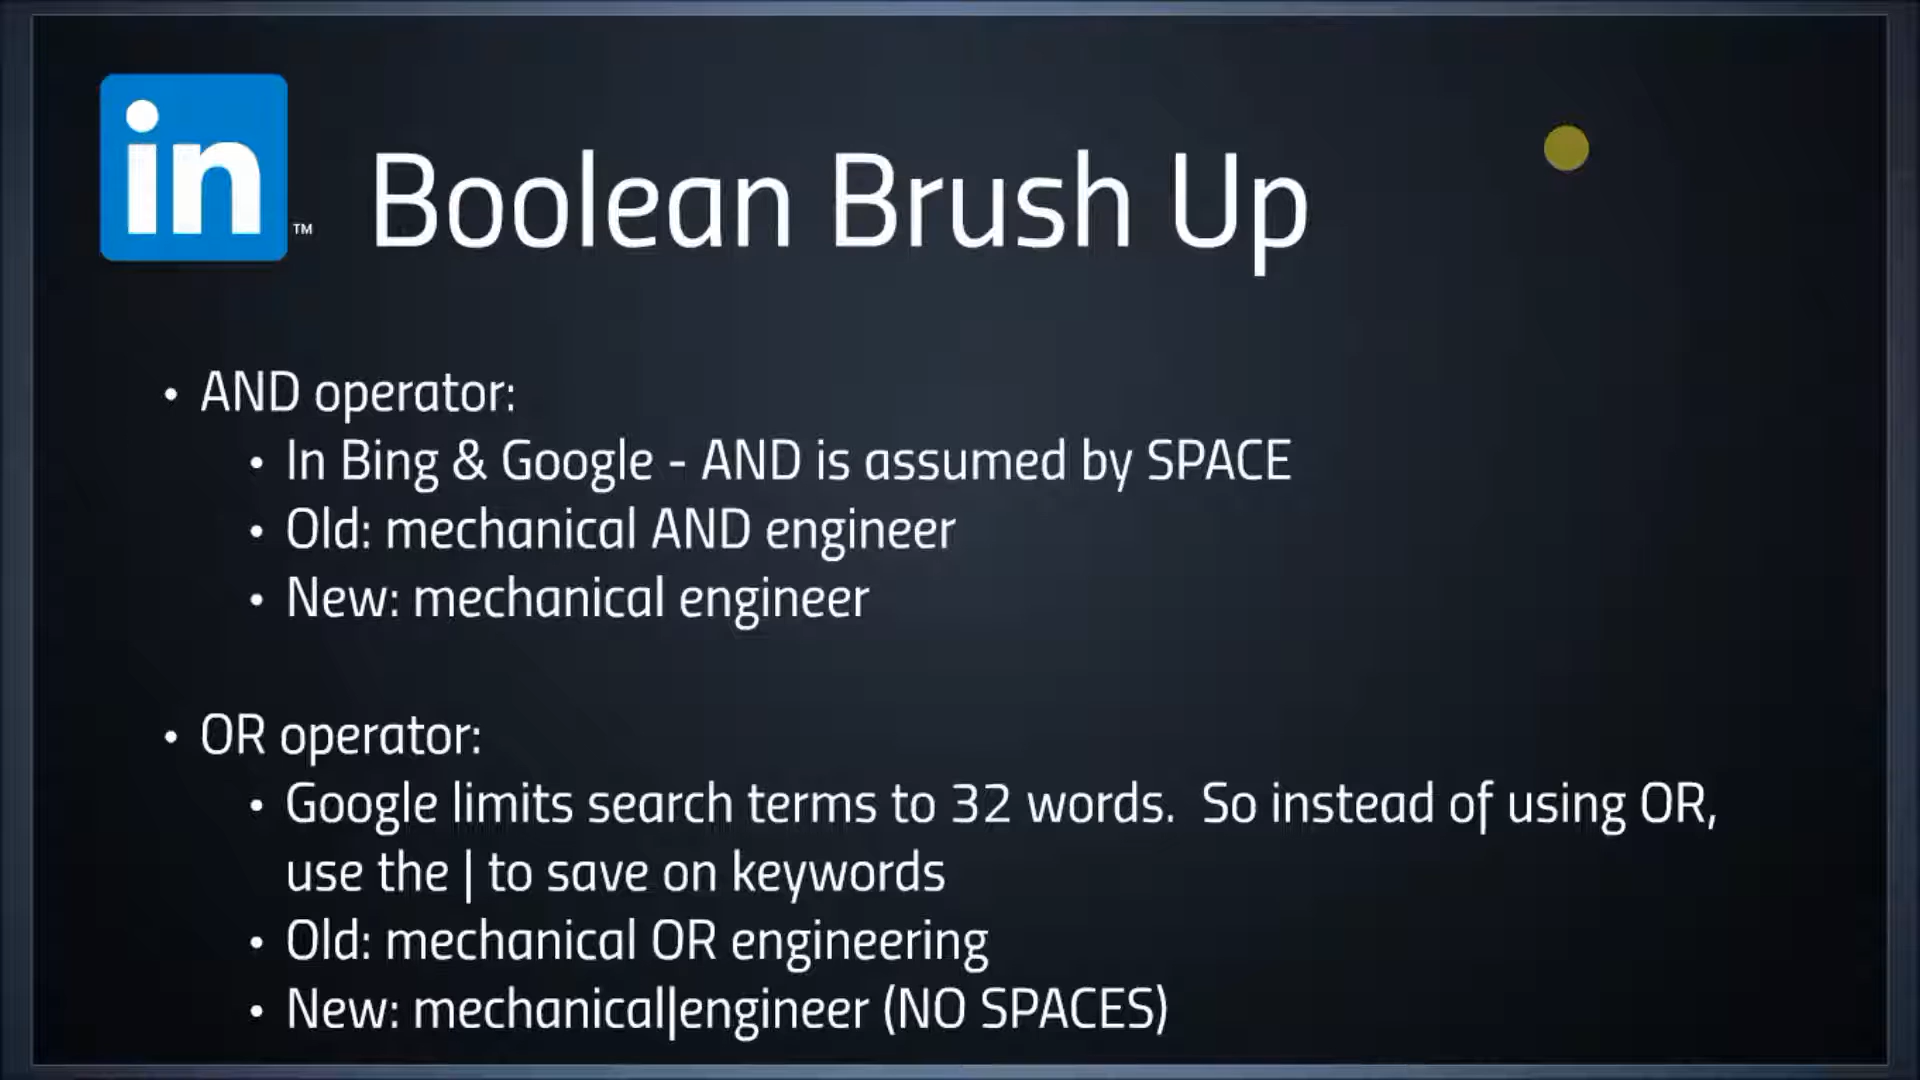 in ™ Boolean Brush Up
• AND operator:
• In Bing & Google - AND is assumed by SPACE
• Old: mechanical AND engineer
• New: mechanical engineer
• OR operator:
• Google limits search terms to 32 words.  So instead of using OR,
use the | to save on keywords
• Old: mechanical OR engineering
• New: mechanical|engineer (NO SPACES)